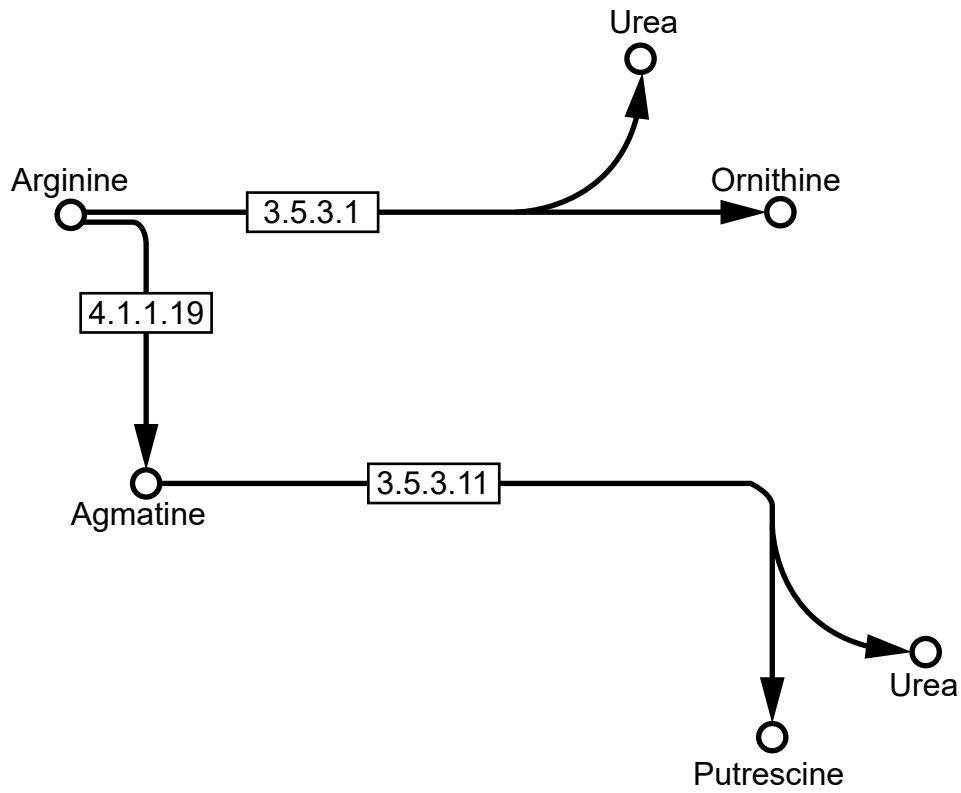 Urea
Arginine
Ornithine
3.5.3.1
4.1.1.19
3.5.3.11
Agmatine
Urea
Putrescine